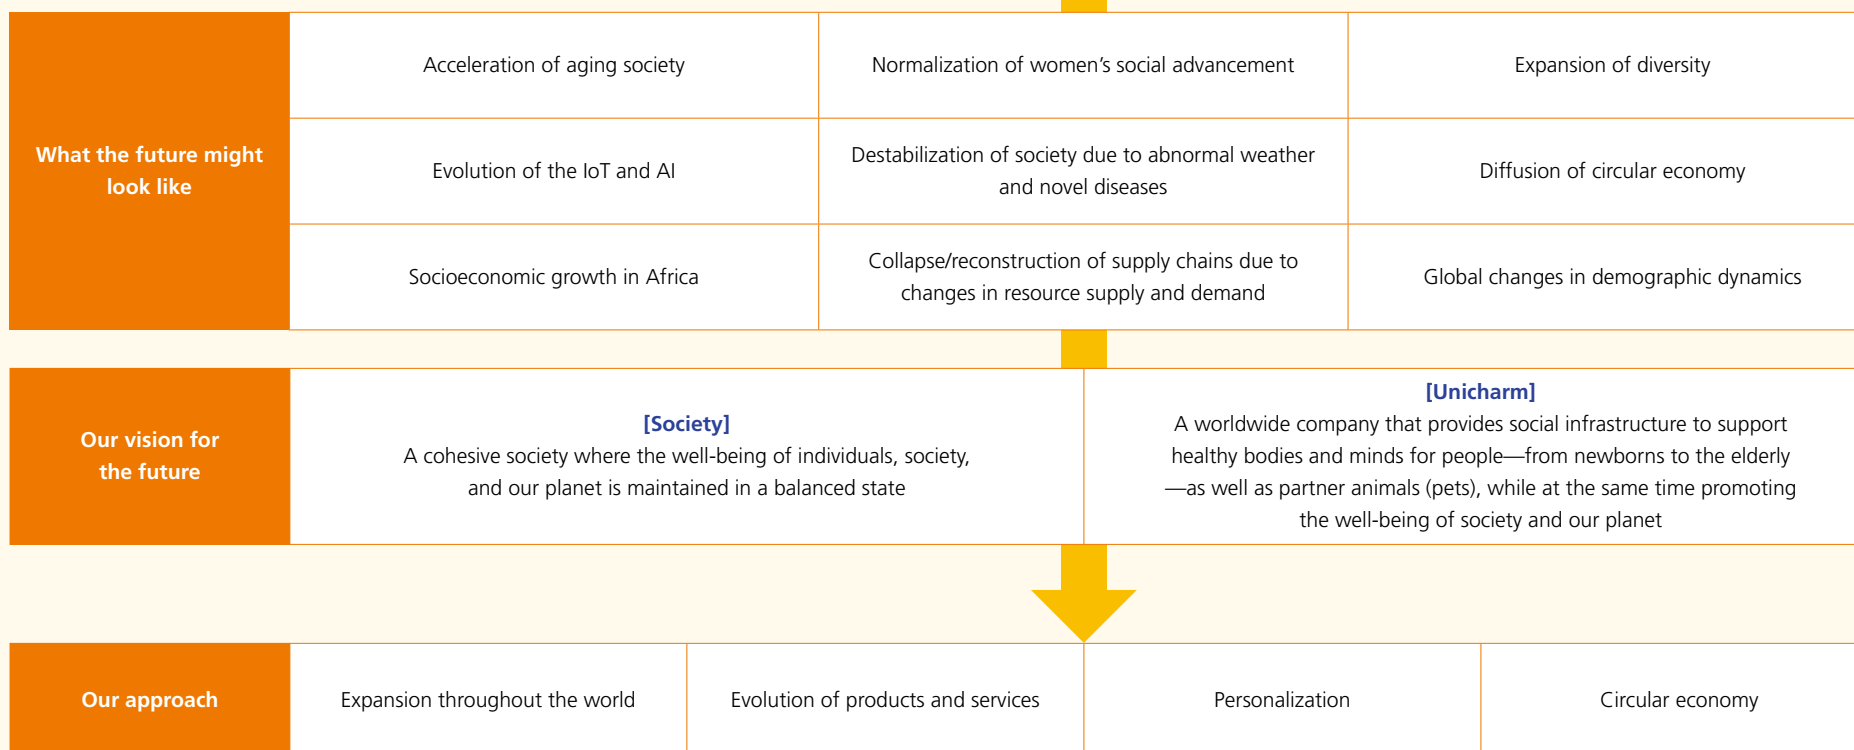 What the future might
look like
Acceleration of aging society
Normalization of women’s social advancement
Expansion of diversity
Evolution of the IoT and AI
Destabilization of society due to abnormal weather
and novel diseases
Diffusion of circular economy
Socioeconomic growth in Africa
Collapse/reconstruction of supply chains due to
changes in resource supply and demand
Global changes in demographic dynamics
Our vision for
the future
[Society]
A cohesive society where the well-being of individuals, society,
and our planet is maintained in a balanced state
[Unicharm]
A worldwide company that provides social infrastructure to support
healthy bodies and minds for people—from newborns to the elderly
—as well as partner animals (pets), while at the same time promoting
the well-being of society and our planet
Our approach
Expansion throughout the world
Evolution of products and services
Personalization
Circular economy